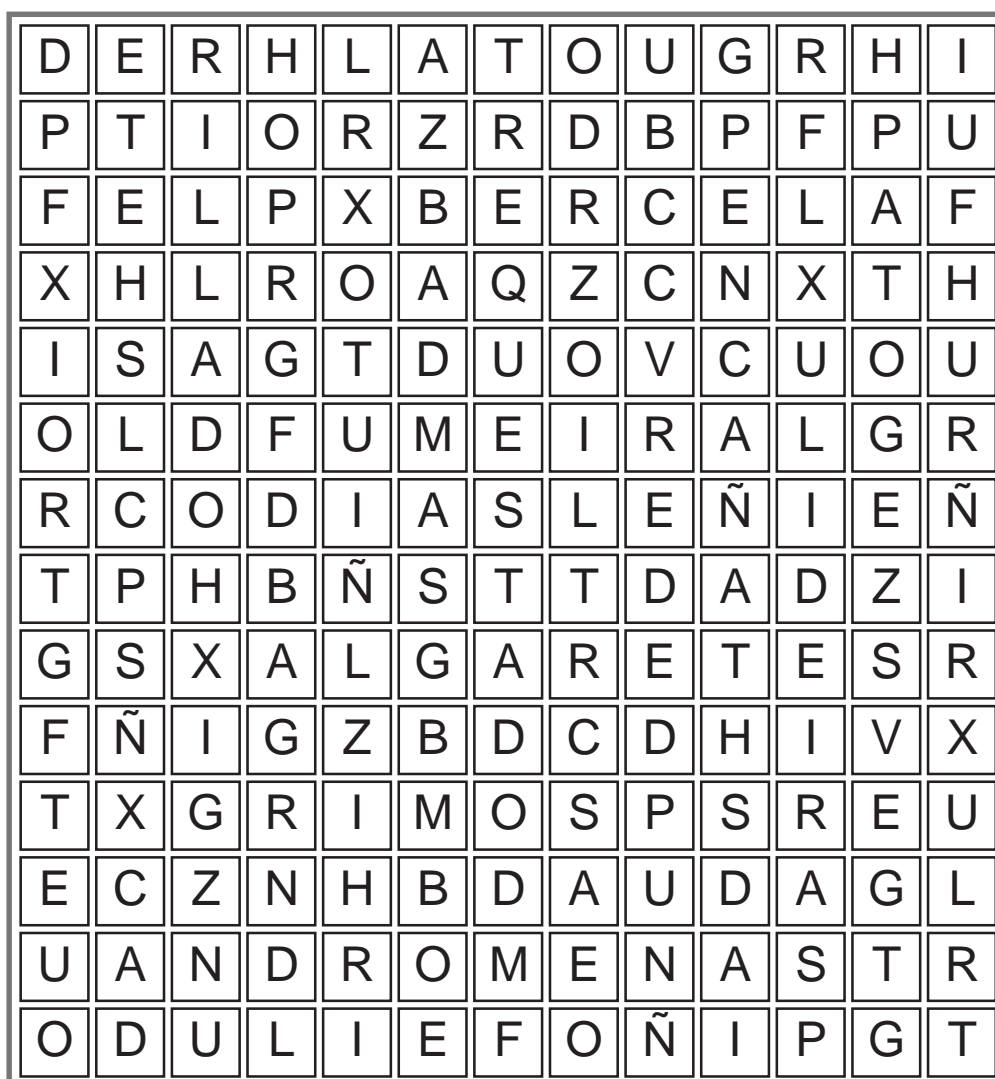 D E R H L A T O U G R H I
P T I O R Z R D B P F P U
F E L P X B E R C E L A F
X H L R O A Q Z C N X T H
I S A G T D U O V C U O U
O L D F U M E I R A L G R
R C O D I A S L E Ñ I E Ñ
T P H B Ñ S T T D A D Z I
G S X A L G A R E T E S R
F Ñ I G Z B D C D H I V X
T X G R I M O S P S R E U
E C Z N H B D A U D A G L
U A N D R O M E N A S T R
O D U L I E F O Ñ I P G T